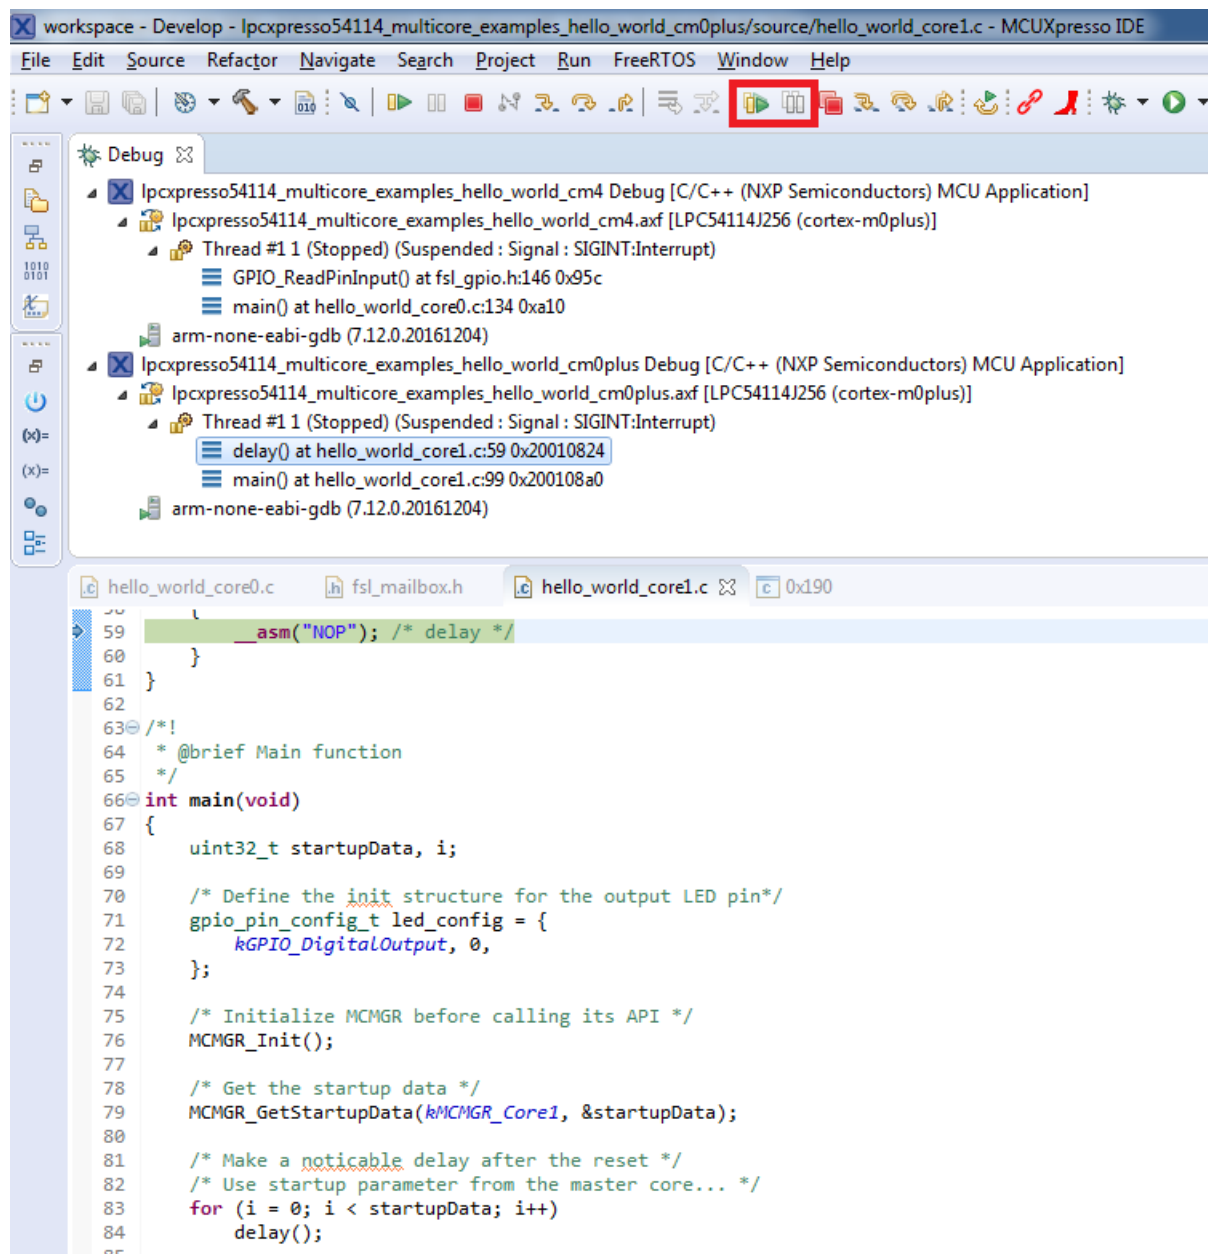 workspace - Develop - lpcxpresso54114_multicore_examples_hello_world_cm0plus/source/hello_world_core1.c - MCUXpresso IDE
File Edit Source Refactor Navigate Search Project Run FreeRTOS Window Help
010
Debug
lpcxpresso54114_multicore_examples_hello_world_cm4 Debug [C/C++ (NXP Semiconductors) MCU Application]
lpcxpresso54114_multicore_examples_hello_world_cm4.axf [LPC54114J256 (cortex-m0plus)]
Thread #1 1 (Stopped) (Suspended : Signal : SIGINT:Interrupt)
GPIO_ReadPinInput() at fsl_gpio.h:146 0x95c
main() at hello_world_core0.c:134 0xa10
arm-none-eabi-gdb (7.12.0.20161204)
lpcxpresso54114_multicore_examples_hello_world_cm0plus Debug [C/C++ (NXP Semiconductors) MCU Application]
lpcxpresso54114_multicore_examples_hello_world_cm0plus.axf [LPC54114J256 (cortex-m0plus)]
Thread #1 1 (Stopped) (Suspended : Signal : SIGINT:Interrupt)
delay() at hello_world_core1.c:59 0x20010824
main() at hello_world_core1.c:99 0x200108a0
arm-none-eabi-gdb (7.12.0.20161204)
1010
0101
(x)=
(x)=
.c hello_world_core0.c .h fsl_mailbox.h .c hello_world_core1.c c 0x190
58 {
59 __asm("NOP"); /* delay */
60 }
61 }
62
63 /*!
64 * @brief Main function
65 */
66 int main(void)
67 {
68 uint32_t startupData, i;
69
70 /* Define the init structure for the output LED pin*/
71 gpio_pin_config_t led_config = {
72 kGPIO_DigitalOutput, 0,
73 };
74
75 /* Initialize MCMGR before calling its API */
76 MCMGR_Init();
77
78 /* Get the startup data */
79 MCMGR_GetStartupData(kMCMGR_Core1, &startupData);
80
81 /* Make a noticable delay after the reset */
82 /* Use startup parameter from the master core... */
83 for (i = 0; i < startupData; i++)
84 delay();
85